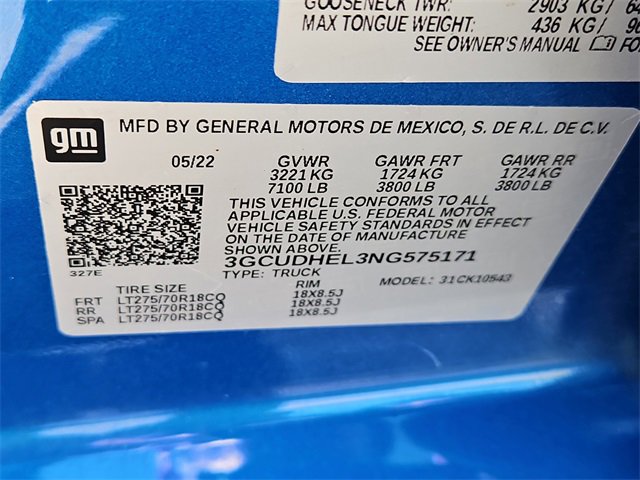 GOOSENECK TWR: 2903 KG/ 64
MAX TONGUE WEIGHT: 436 KG/ 96
SEE OWNER'S MANUAL FO
gm
MFD BY GENERAL MOTORS DE MEXICO, S. DE R.L. DE C.V.
05/22 GVWR GAWR FRT GAWR RR
3221 KG 1724 KG 1724 KG
7100 LB 3800 LB 3800 LB
THIS VEHICLE CONFORMS TO ALL
APPLICABLE U.S. FEDERAL MOTOR
VEHICLE SAFETY STANDARDS IN EFFECT
ON THE DATE OF MANUFACTURE
SHOWN ABOVE.
3GCUDHEL3NG575171
327E
TYPE: TRUCK MODEL: 31CK10543
TIRE SIZE RIM
FRT LT275/70R18CQ 18X8.5J
RR LT275/70R18CQ 18X8.5J
SPA LT275/70R18CQ 18X8.5J